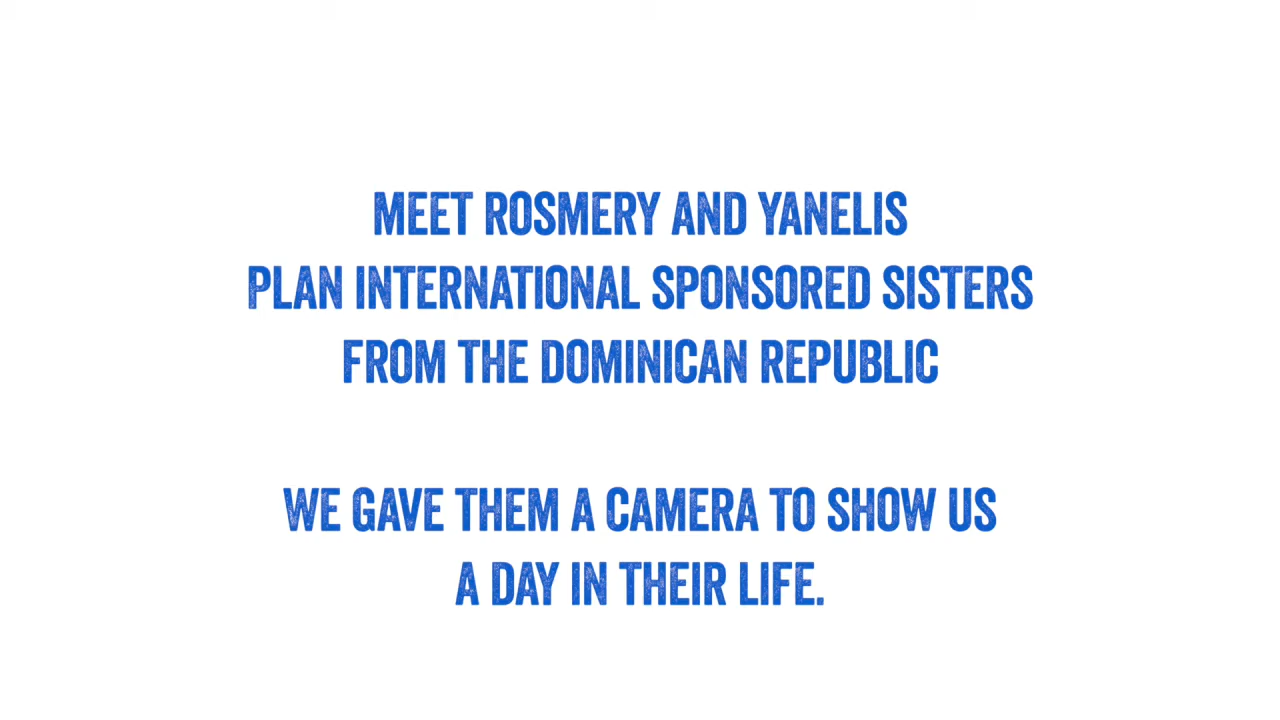 MEET ROSMERY AND YANELIS
PLAN INTERNATIONAL SPONSORED SISTERS
FROM THE DOMINICAN REPUBLIC
WE GAVE THEM A CAMERA TO SHOW US
A DAY IN THEIR LIFE.